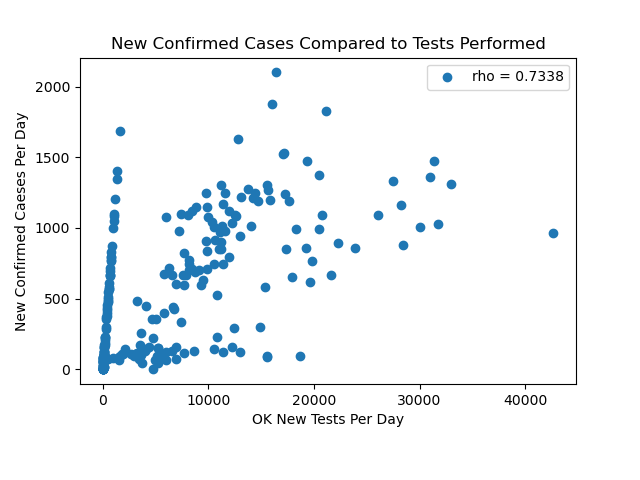 New Confirmed Cases Compared to Tests Performed
rho = 0.7338
2000
1500
1000
500
0
New Confirmed Caeses Per Day
0 10000 20000 30000 40000
OK New Tests Per Day